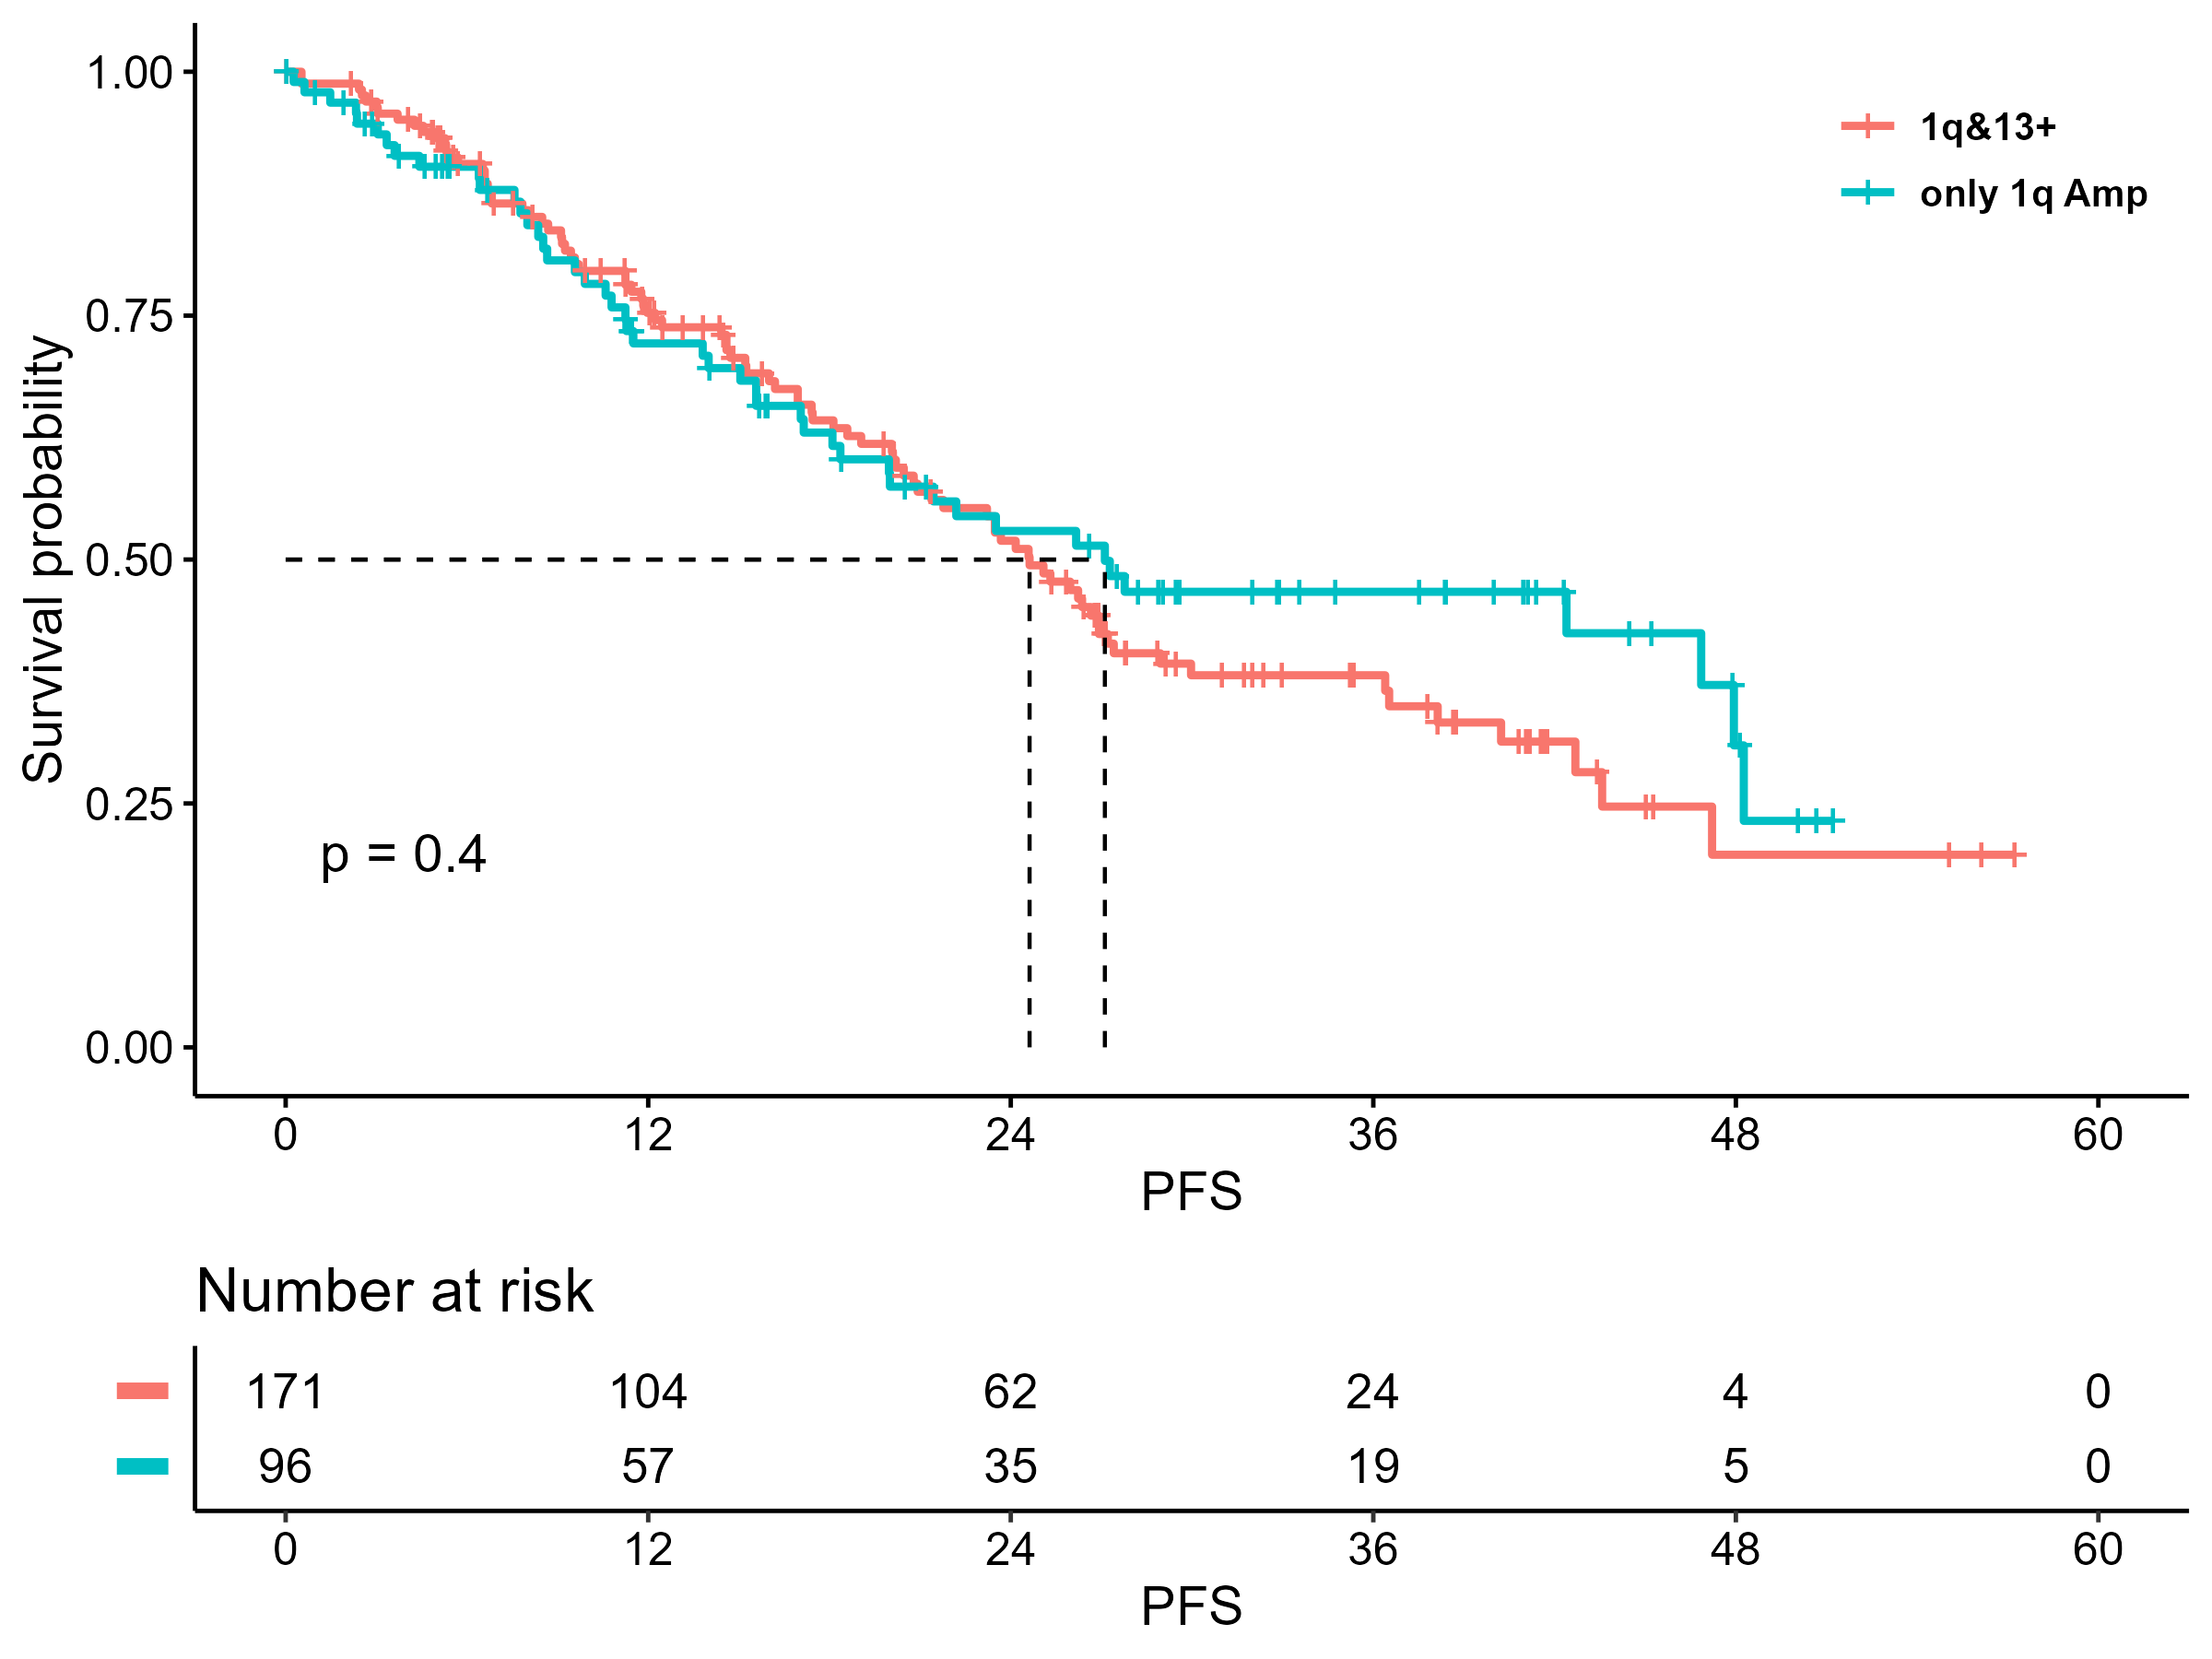 1.00
0.75
0.50
0.25
0.00
Survival probability
1q&13+
only 1q Amp
p = 0.4
0 12 24 36 48 60
PFS
Number at risk
171 104 62 24 4 0
96 57 35 19 5 0
0 12 24 36 48 60
PFS